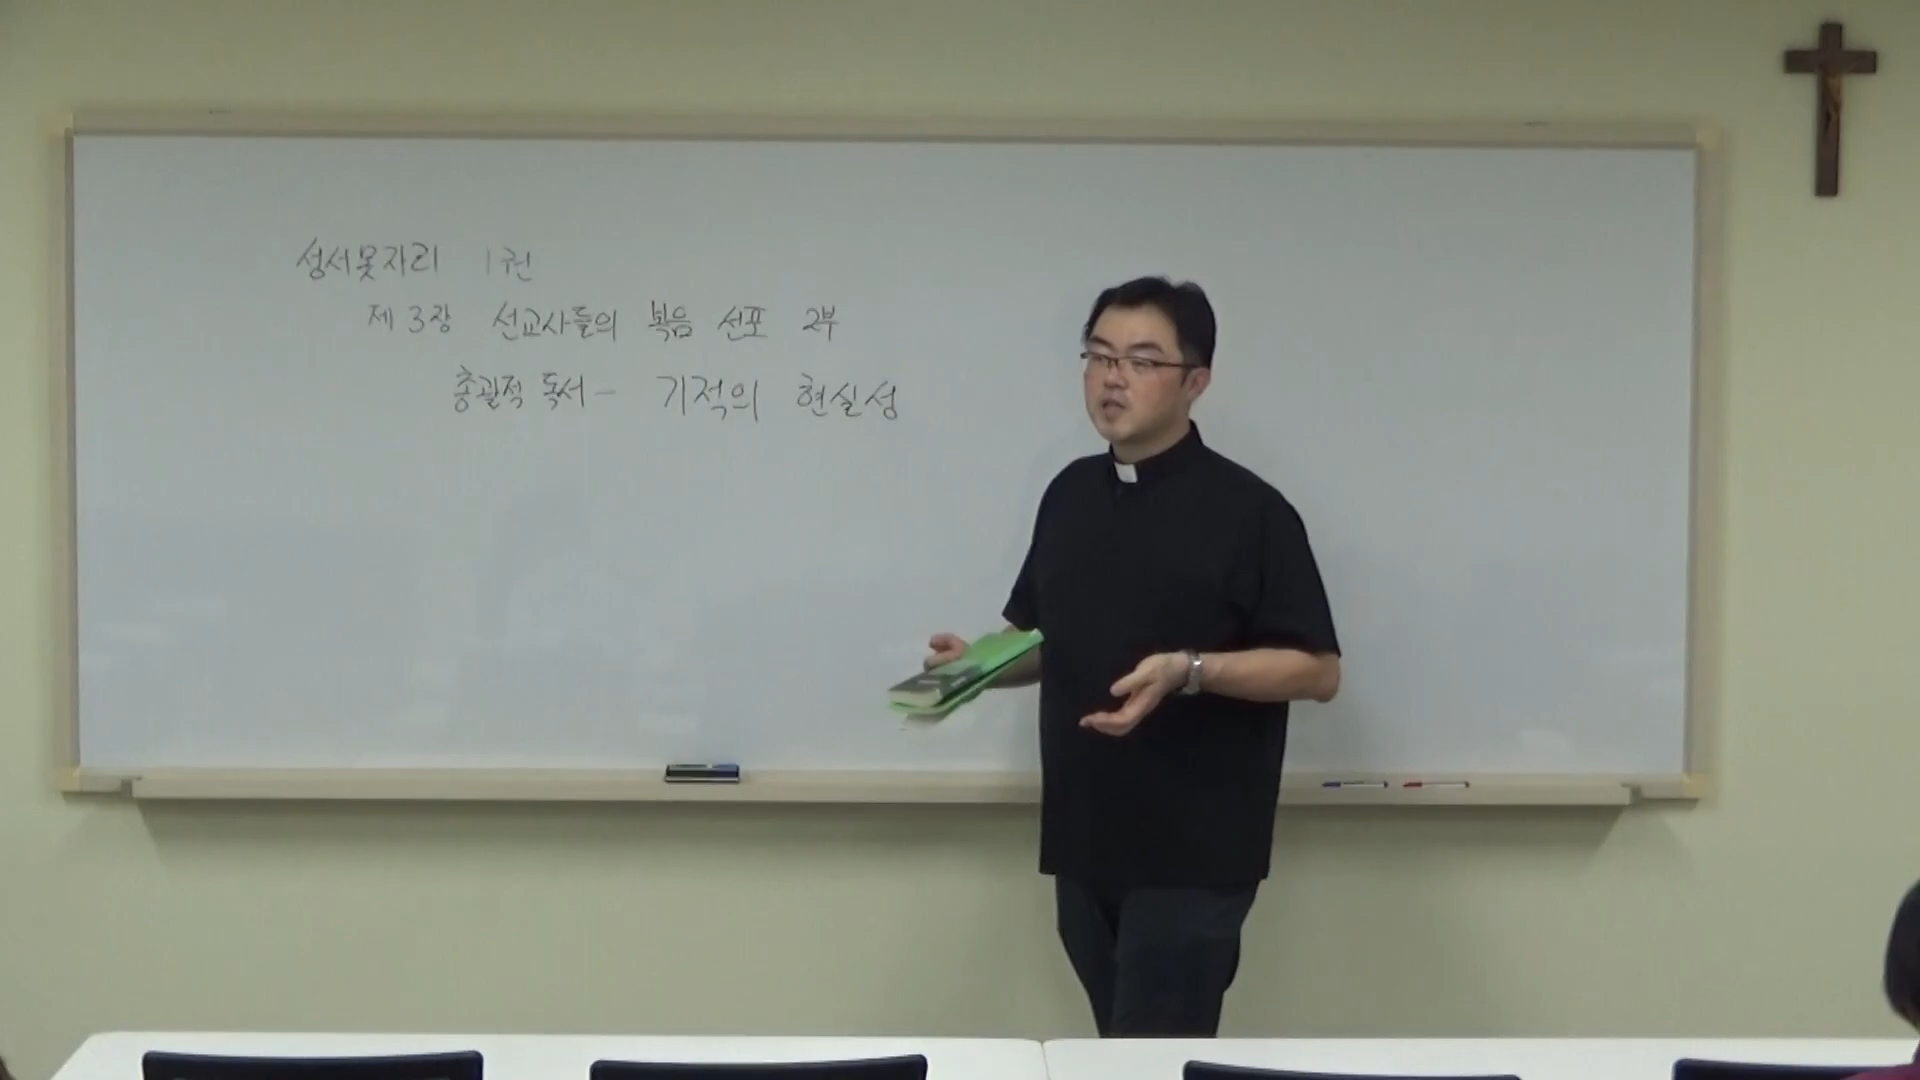 성서못자리 1권
제 3장 선교사들의 복음 선포 2부
총괄적 독서 - 기적의 현실성